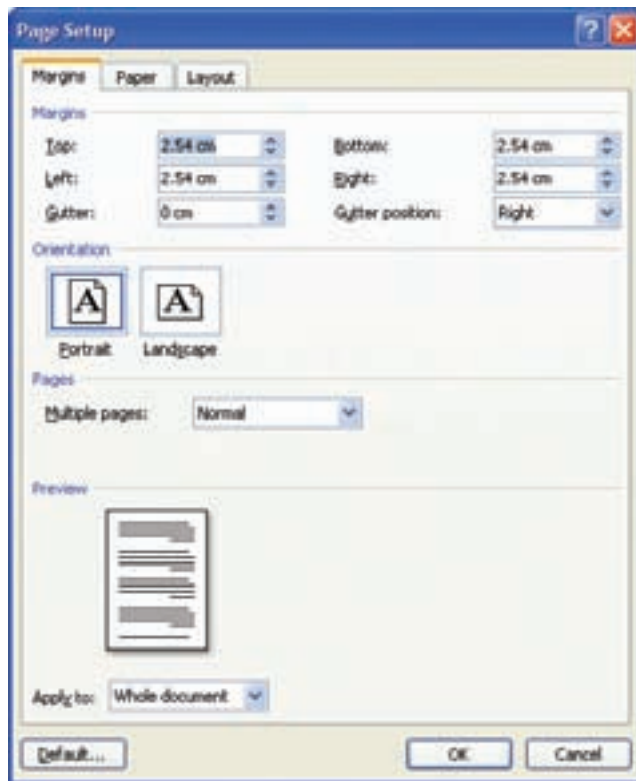 Page Setup
Margins Paper Layout
Margins
Top: 2.54 cm Bottom: 2.54 cm
Left: 2.54 cm Right: 2.54 cm
Gutter: 0 cm Gutter position: Right
Orientation
A A
Portrait Landscape
Pages
Multiple pages: Normal
Preview
Apply to: Whole document
Default... OK Cancel